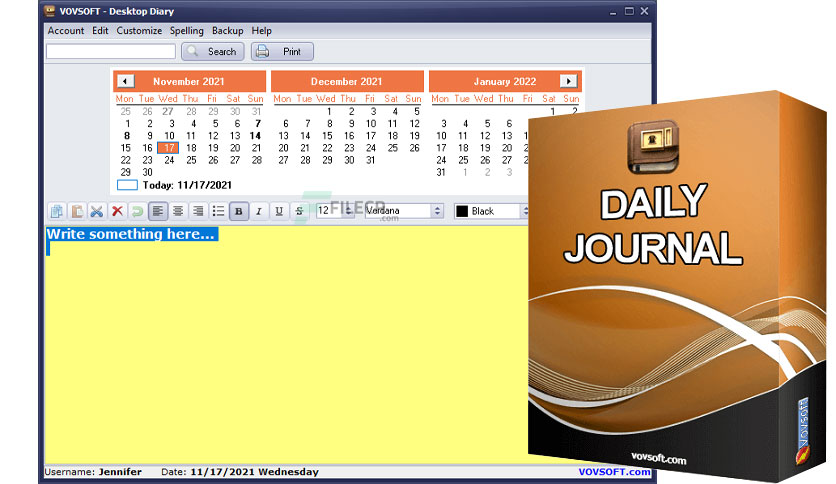 VOVSOFT - Desktop Diary
Account Edit Customize Spelling Backup Help
Search Print
November 2021 December 2021 January 2022
Mon Tue Wed Thu Fri Sat Sun Mon Tue Wed Thu Fri Sat Sun Mon Tue Wed Thu Fri Sat Sun
25 26 27 28 29 30 31 1 2 3 4 5 1 2
1 2 3 4 5 6 7 6 7 8 9 10 11 12 3 4 5 6 7 8
8 9 10 11 12 13 14 13 14 15 16 17 18 19 10 11 12 13
15 16 17 18 19 20 21 20 21 22 23 24 25 26 17 18 19 20
22 23 24 25 26 27 28 27 28 29 30 31 24 25 26 27
29 30 31 1 2 3
Today: 11/17/2021
B I U S 12 Verdana Black
FILECR
.com
Write something here...
Username: Jennifer Date: 11/17/2021 Wednesday
VOVSOFT.com
DAILY
JOURNAL
Vovsoft
vovsoft.com